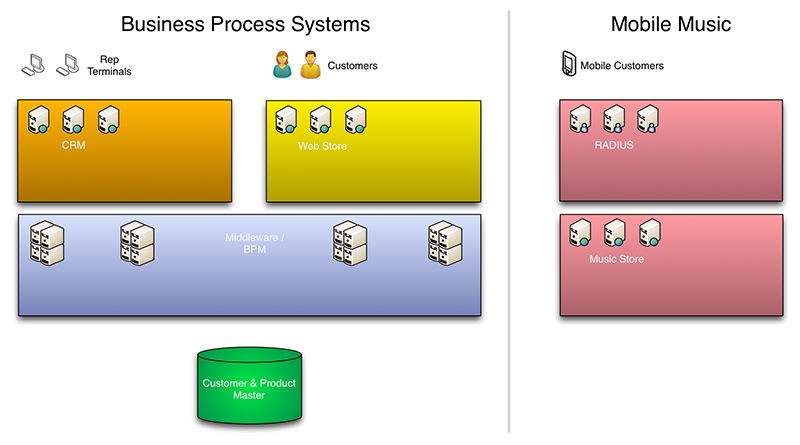 Business Process Systems
Mobile Music
Rep
Terminals
Customers
Mobile Customers
CRM
Web Store
RADIUS
Middleware /
BPM
Music Store
Customer & Product
Master